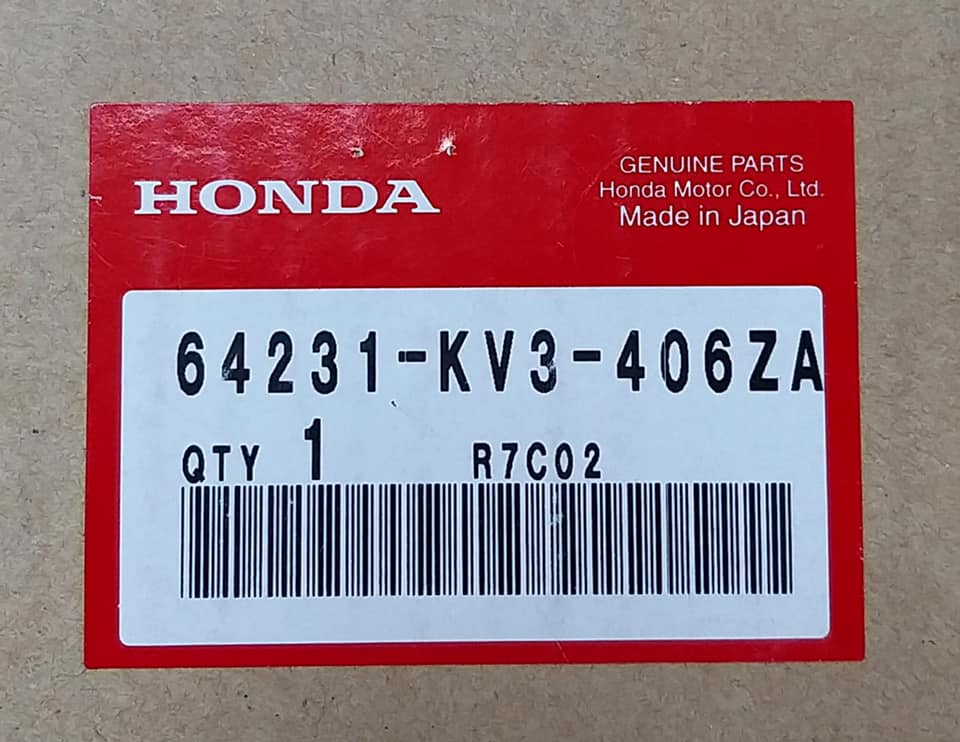 HONDA
GENUINE PARTS
Honda Motor Co., Ltd.
Made in Japan
64231-KV3-406ZA
QTY 1 R7C02